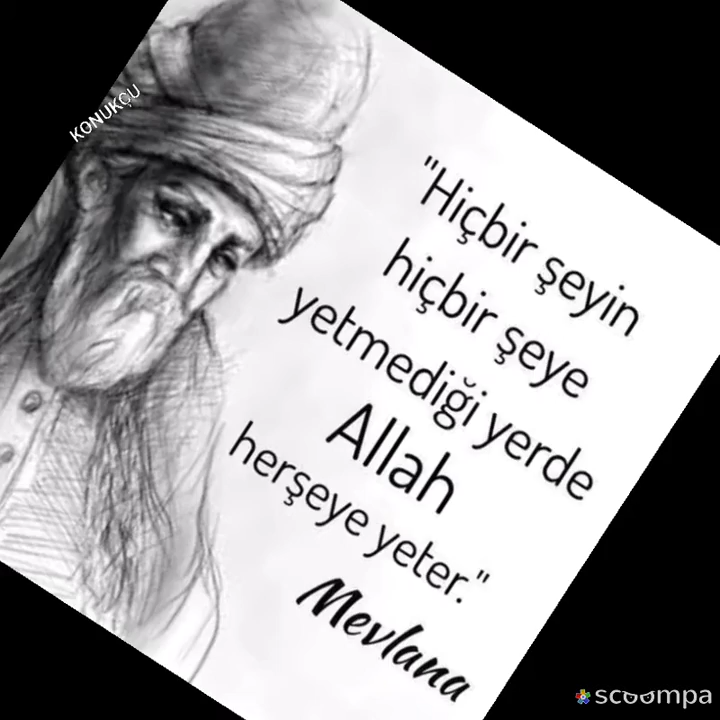 KONUKÇU
"Hiçbir şeyin
hiçbir şeye
yetmediği yerde
Allah
herşeye yeter."
Mevlana
scoompa